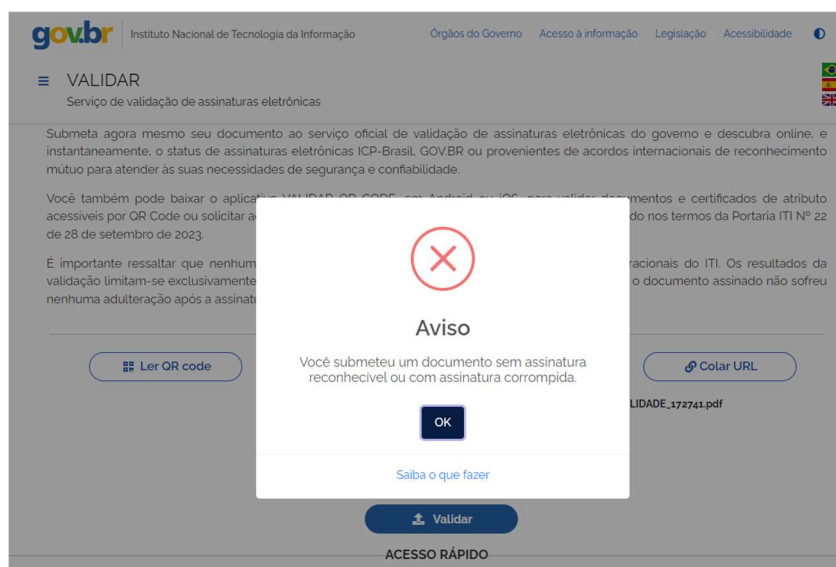 gov.br Instituto Nacional de Tecnologia da Informação Órgãos do Governo Acesso à informação Legislação Acessibilidade
VALIDAR
Serviço de validação de assinaturas eletrônicas
Submeta agora mesmo seu documento ao serviço oficial de validação de assinaturas eletrônicas do governo e descubra online, e
instantaneamente, o status de assinaturas eletrônicas ICP-Brasil, GOV.BR ou provenientes de acordos internacionais de reconhecimento
mútuo para atender às suas necessidades de segurança e confiabilidade.
Você também pode baixar o aplicativo VALIDAR QR CODE, em Android ou iOS, para validar documentos e certificados de atributo
acessíveis por QR Code ou solicitar do nos termos da Portaria ITI Nº 22
de 28 de setembro de 2023.
É importante ressaltar que nenhum racionais do ITI. Os resultados da
validação limitam-se exclusivamente o documento assinado não sofreu
nenhuma adulteração após a
Aviso
Você submeteu um documento sem assinatura
reconhecível ou com assinatura corrompida.
OK
Saiba o que fazer
Ler QR code
Colar URL
LIDADE_172741.pdf
Validar
ACESSO RÁPIDO